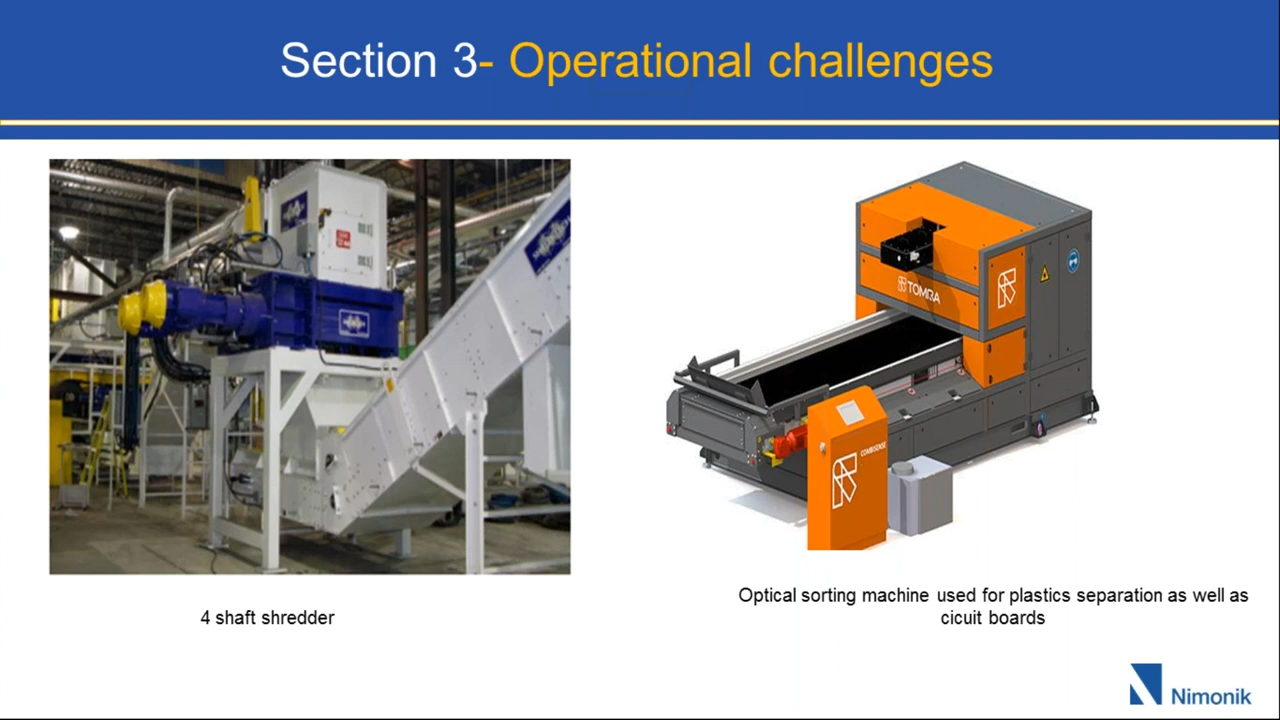 Section 3- Operational challenges
TOMRA
COMBISENSE
4 shaft shredder
Optical sorting machine used for plastics separation as well as
cicuit boards
Nimonik